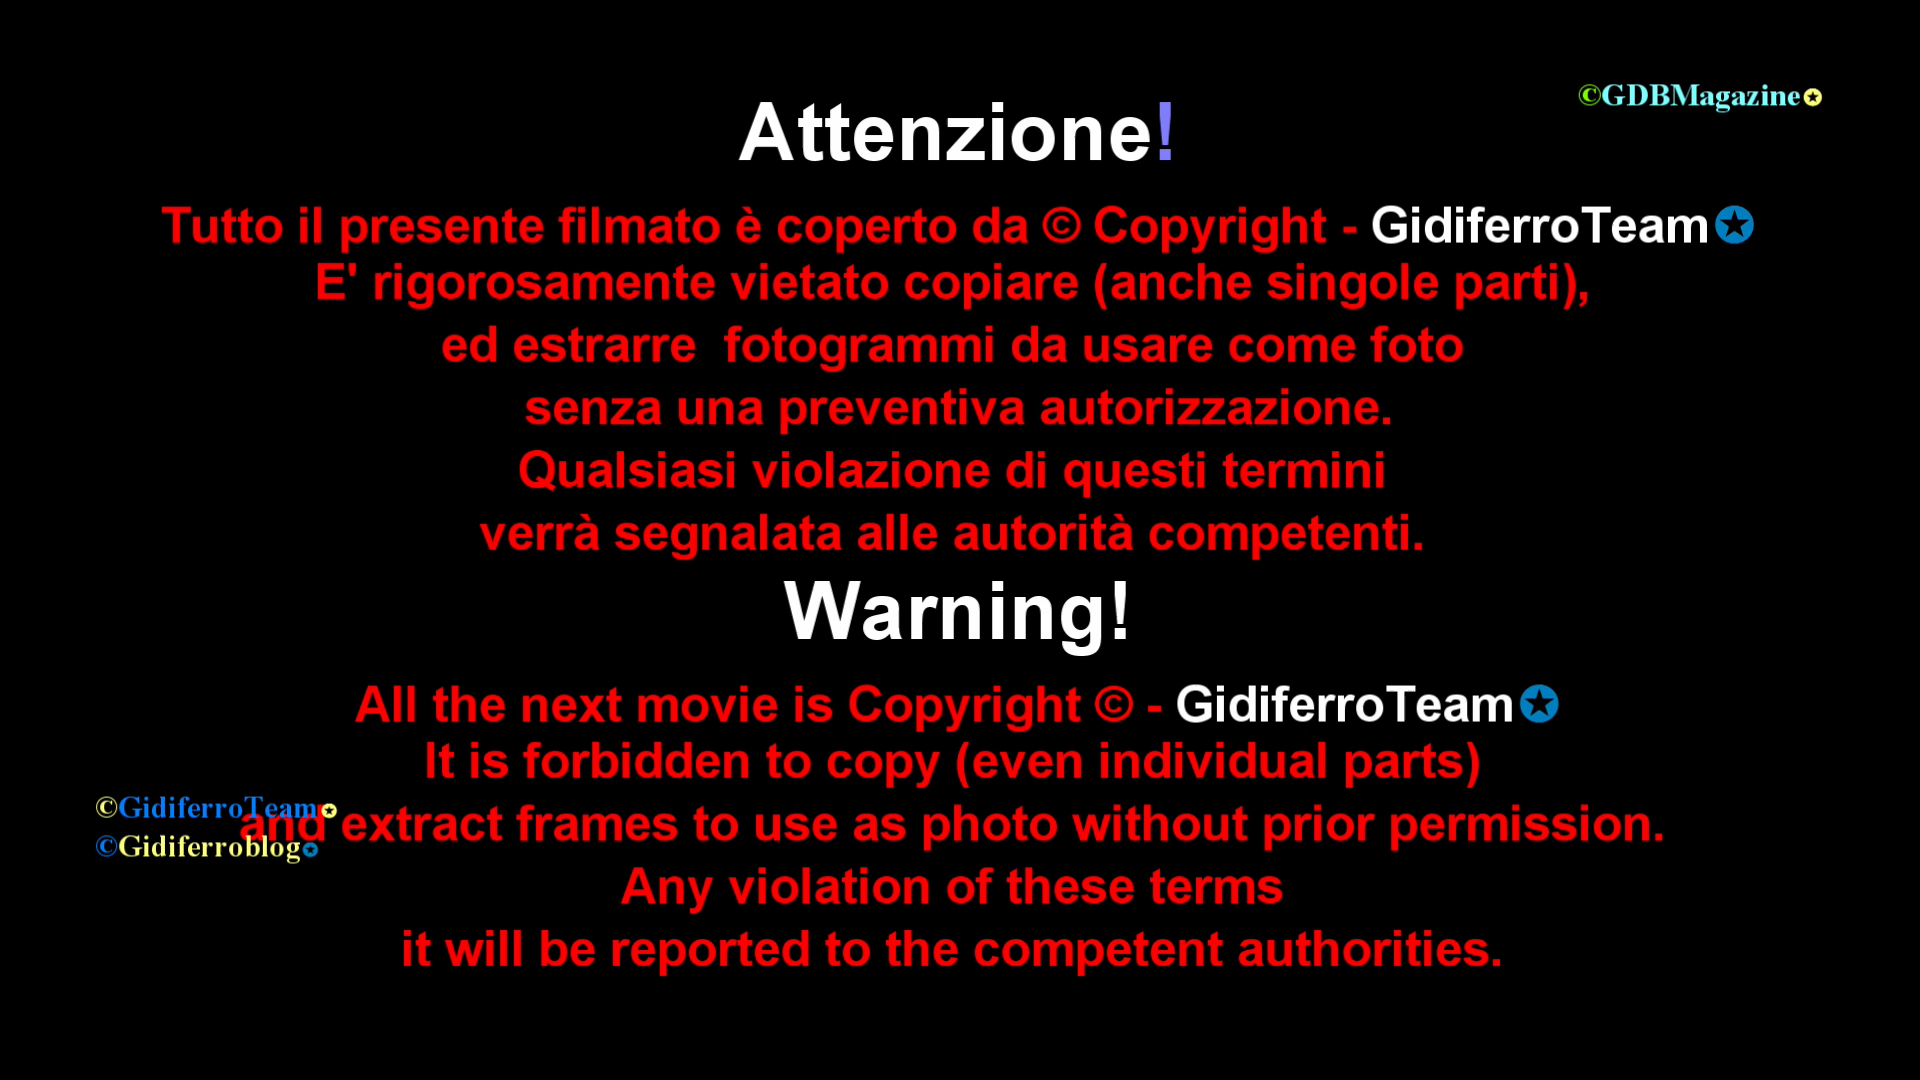 ©GDBMagazine✪
Attenzione!
Tutto il presente filmato è coperto da © Copyright - GidiferroTeam✪
E' rigorosamente vietato copiare (anche singole parti),
ed estrarre  fotogrammi da usare come foto
senza una preventiva autorizzazione.
Qualsiasi violazione di questi termini
verrà segnalata alle autorità competenti.
Warning!
All the next movie is Copyright © - GidiferroTeam✪
It is forbidden to copy (even individual parts)
©GidiferroTeam✪
and extract frames to use as photo without prior permission.
©Gidiferroblog✪
Any violation of these terms
it will be reported to the competent authorities.